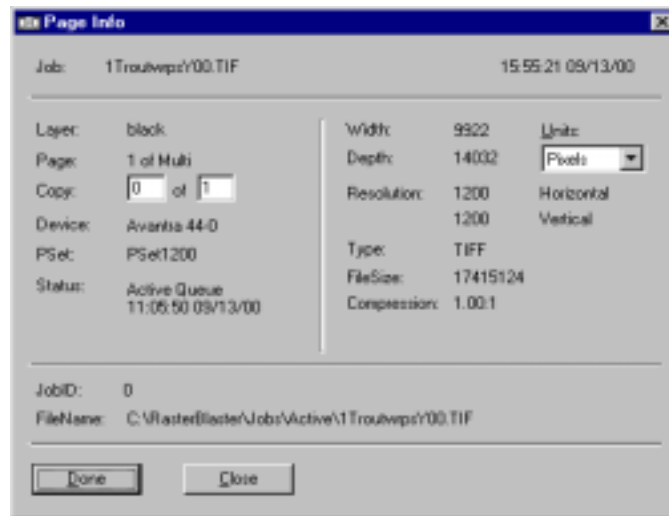 Page Info
Job: 1TroutwpsY00.TIF 15:55:21 09/13/00
Layer: black
Page: 1 of Multi
Copy: 0 of 1
Device: Avantra 44-D
PSet: PSet1200
Status: Active Queue
11:05:50 09/13/00
Width: 9922 Units:
Depth: 14032 Pixels
Resolution: 1200 Horizontal
1200 Vertical
Type: TIFF
FileSize: 17415124
Compression: 1.00:1
JobID: 0
FileName: C:\RasterBlaster\Jobs\Active\1TroutwpsY00.TIF
Done Close